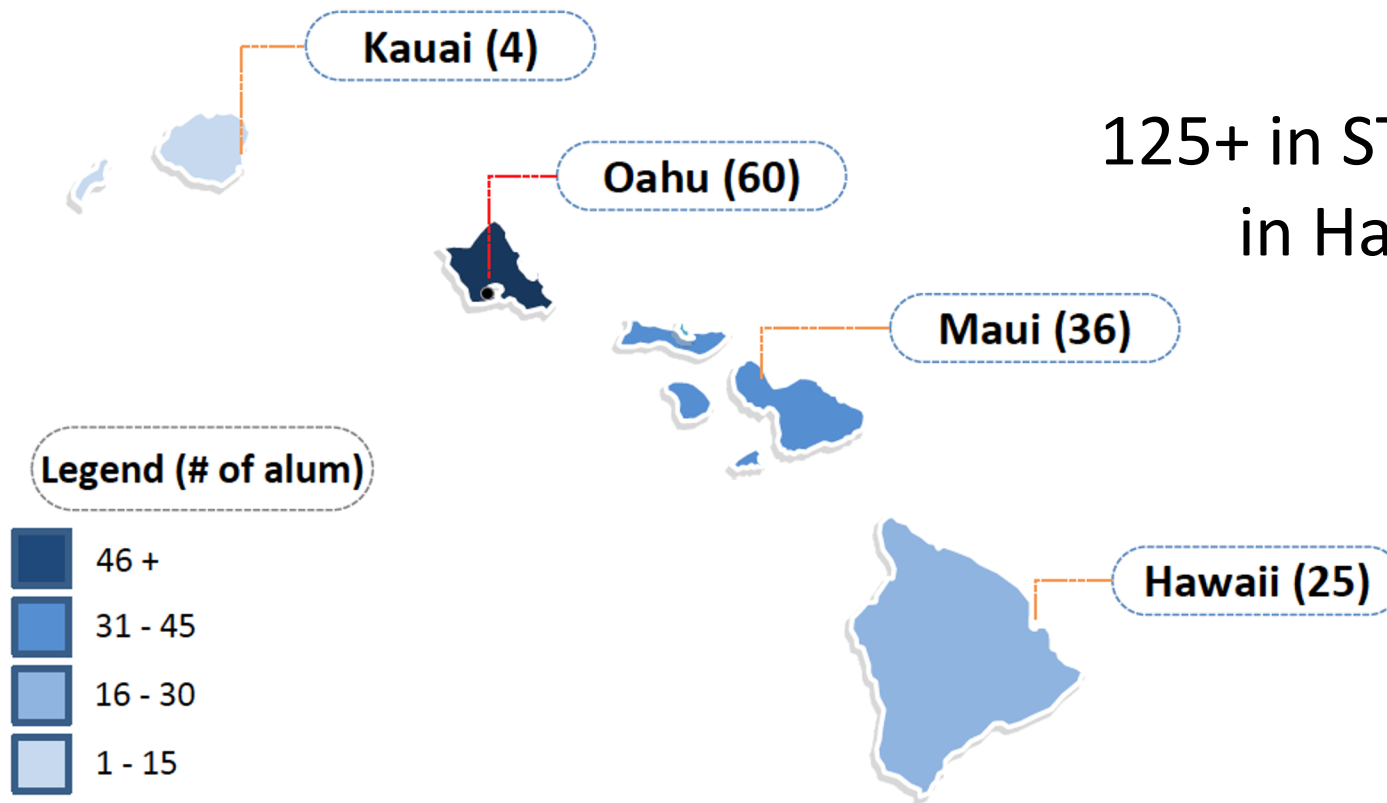 Kauai (4)
125+ in ST
Oahu (60)
in Ha
Maui (36)
Legend (# of alum)
46 +
31 - 45
16 - 30
1 - 15
Hawaii (25)